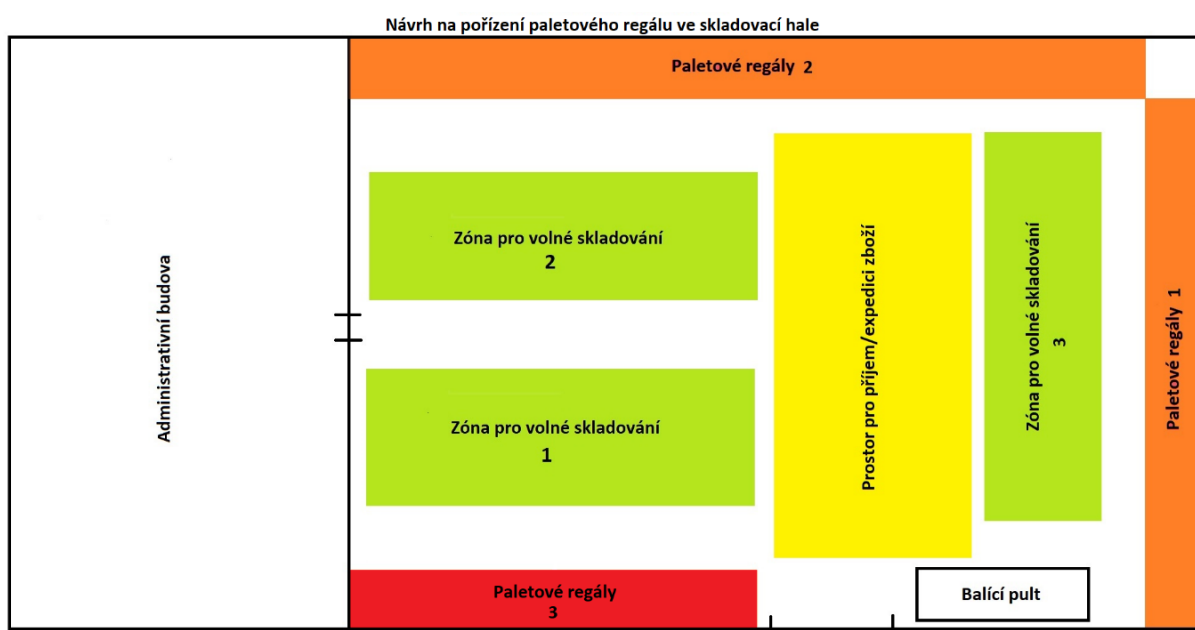 Návrh na pořízení paletového regálu ve skladovací hale
Paletové regály 2
Administrativní budova
Zóna pro volné skladování
2
Zóna pro volné skladování
1
Prostor pro příjem/expedici zboží
Zóna pro volné skladování
3
Paletové regály 1
Paletové regály
3
Balící pult